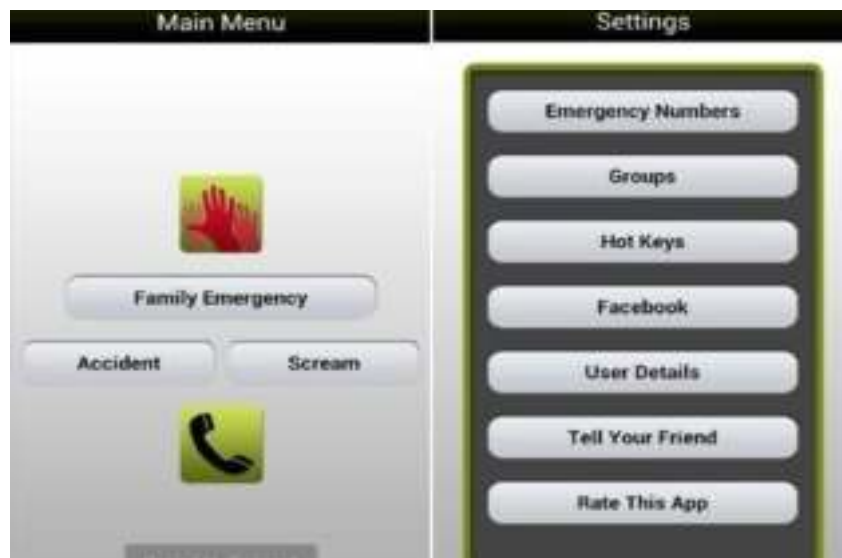 Main Menu
Family Emergency
Accident
Scream
Settings
Emergency Numbers
Groups
Hot Keys
Facebook
User Details
Tell Your Friend
Rate This App